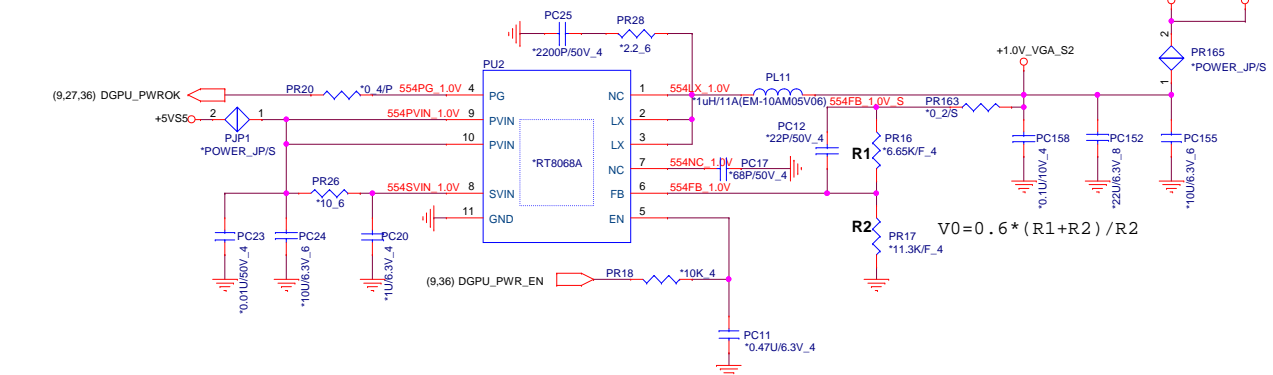 PC25
PR28
*2200P/50V_4
*2.2_6
+1.0V_VGA_S2
2
PR165
*POWER_JP/S
1
PU2
(9,27,36) DGPU_PWROK
PR20
*0_4/P
554PG_1.0V
4
PG
NC
1
554LX_1.0V
PL11
*1uH/11A(EM-10AM05V06)
554FB_1.0V_S
PR163
*0_2/S
+5VS5
2
1
PJP1
*POWER_JP/S
554PVIN_1.0V
9
PVIN
LX
2
10
PVIN
LX
3
*RT8068A
NC
7
554NC_1.0V
PC17
*68P/50V_4
PC12
*22P/50V_4
R1
PR16
*6.65K/F_4
PC158
*0.1U/10V_4
PC152
*22U/6.3V_8
PC155
*10U/6.3V_6
PR26
*10_6
554SVIN_1.0V
8
SVIN
FB
6
554FB_1.0V
11
GND
EN
5
R2
PR17
*11.3K/F_4
V0=0.6*(R1+R2)/R2
PC23
*0.01U/50V_4
PC24
*10U/6.3V_6
PC20
*1U/6.3V_4
(9,36) DGPU_PWR_EN
PR18
*10K_4
PC11
*0.47U/6.3V_4